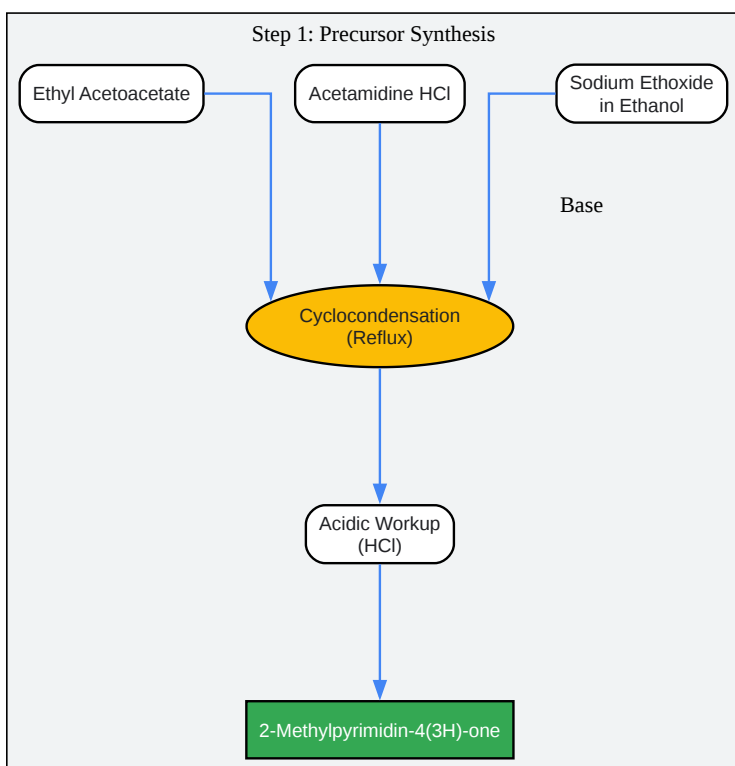 Step 1: Precursor Synthesis
Ethyl Acetoacetate
Acetamidine HCl
Sodium Ethoxide
in Ethanol
Base
Cyclocondensation
(Reflux)
Acidic Workup
(HCl)
2-Methylpyrimidin-4(3H)-one